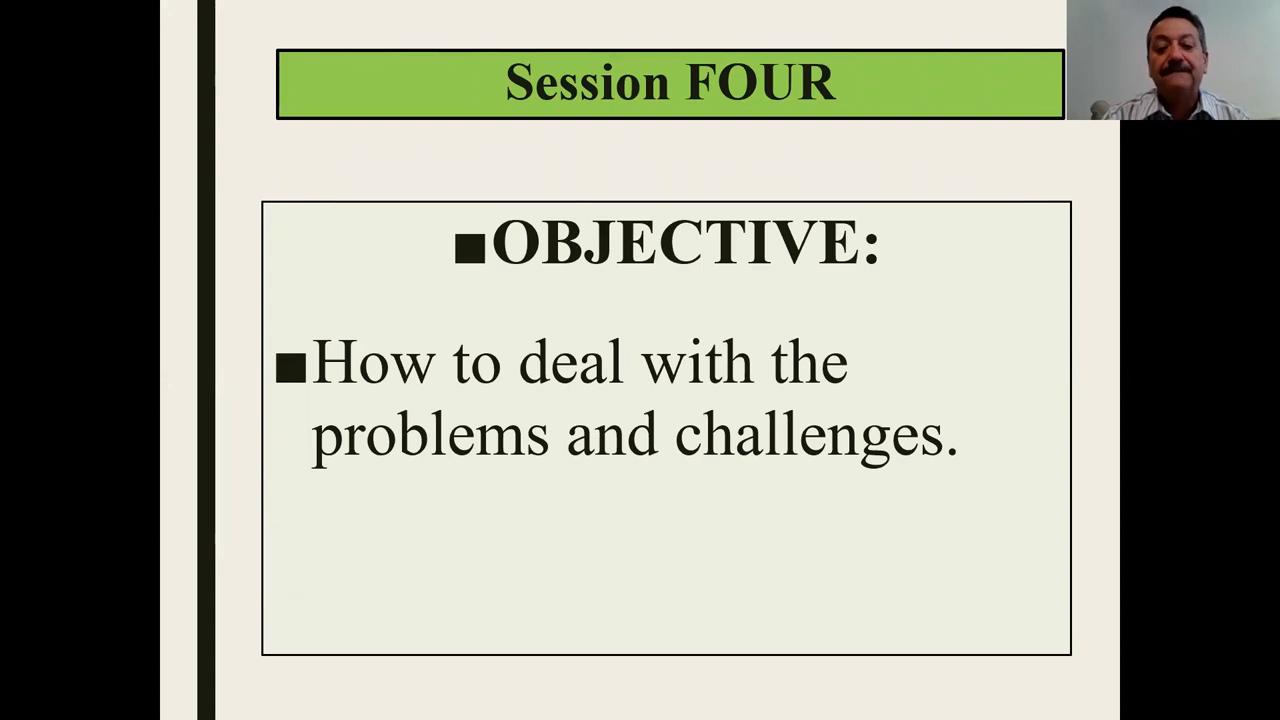 Session FOUR
■OBJECTIVE:
■How to deal with the
problems and challenges.